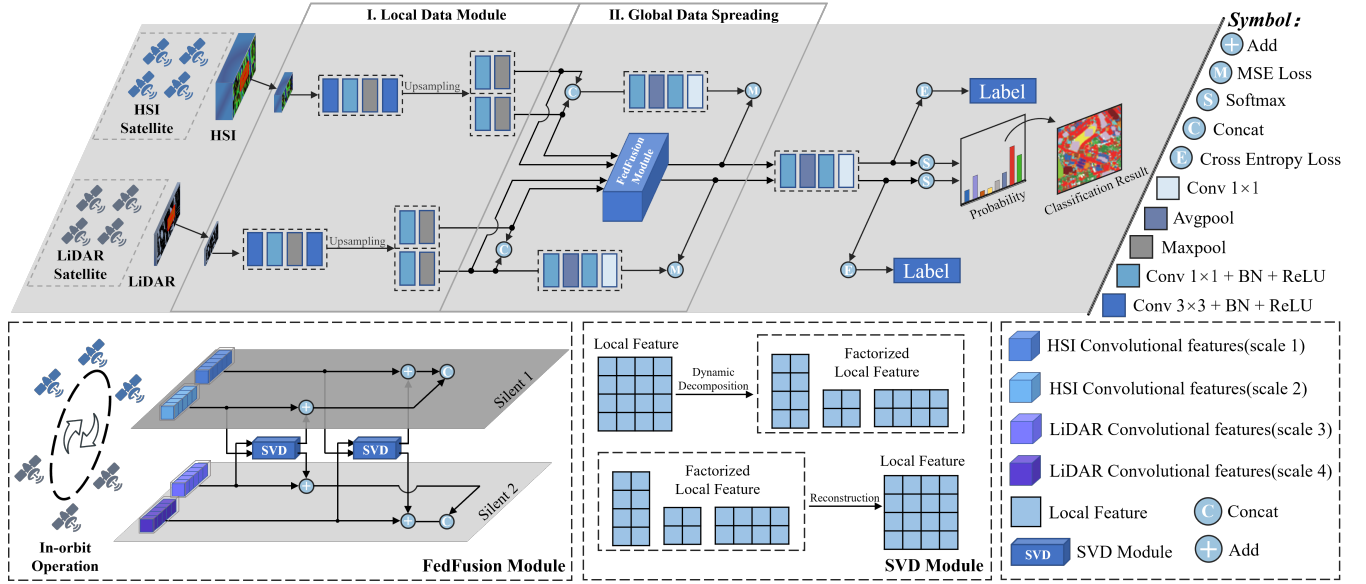 I. Local Data Module
II. Global Data Spreading
Symbol:
HSI
Satellite
HSI
Upsampling
C
M
E
Label
S
S
FedFusion
Module
Probability
Classification Result
LiDAR
Satellite
LiDAR
Upsampling
C
M
E
Label
Add
M MSE Loss
S Softmax
C Concat
E Cross Entropy Loss
Conv 1×1
Avgpool
Maxpool
Conv 1×1 + BN + ReLU
Conv 3×3 + BN + ReLU
Silent 1
C
SVD
SVD
Silent 2
C
In-orbit
Operation
FedFusion Module
Local Feature
Dynamic
Decomposition
Factorized
Local Feature
Factorized
Local Feature
Reconstruction
Local Feature
SVD Module
HSI Convolutional features(scale 1)
HSI Convolutional features(scale 2)
LiDAR Convolutional features(scale 3)
LiDAR Convolutional features(scale 4)
Local Feature
C Concat
SVD SVD Module
Add